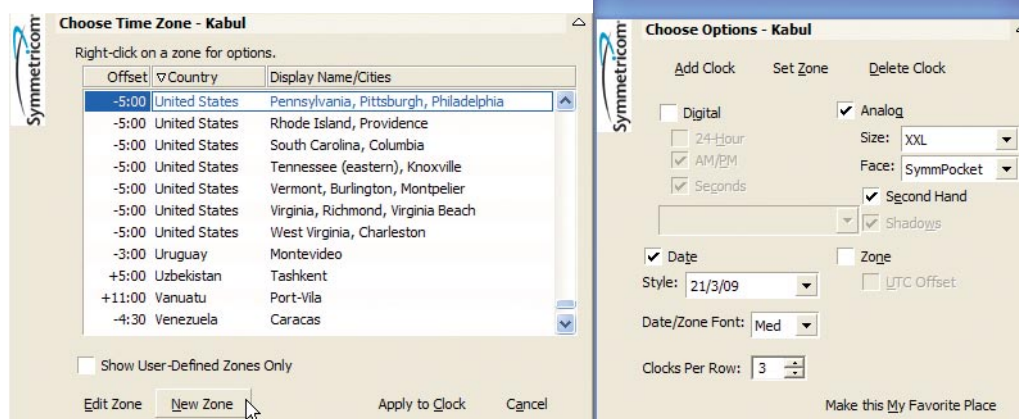 Symmetricom
Choose Time Zone - Kabul
Right-click on a zone for options.
Offset Country Display Name/Cities
-5:00 United States Pennsylvania, Pittsburgh, Philadelphia
-5:00 United States Rhode Island, Providence
-5:00 United States South Carolina, Columbia
-5:00 United States Tennessee (eastern), Knoxville
-5:00 United States Vermont, Burlington, Montpelier
-5:00 United States Virginia, Richmond, Virginia Beach
-5:00 United States West Virginia, Charleston
-3:00 Uruguay Montevideo
+5:00 Uzbekistan Tashkent
+11:00 Vanuatu Port-Vila
-4:30 Venezuela Caracas
Show User-Defined Zones Only
Edit Zone New Zone Apply to Clock Cancel
Symmetricom
Choose Options - Kabul
Add Clock Set Zone Delete Clock
Digital
24-Hour
AM/PM
Seconds
Analog
Size: XXL
Face: SymmPocket
Second Hand
Shadows
Date
Style: 21/3/09
Zone
UTC Offset
Date/Zone Font: Med
Clocks Per Row: 3
Make this My Favorite Place